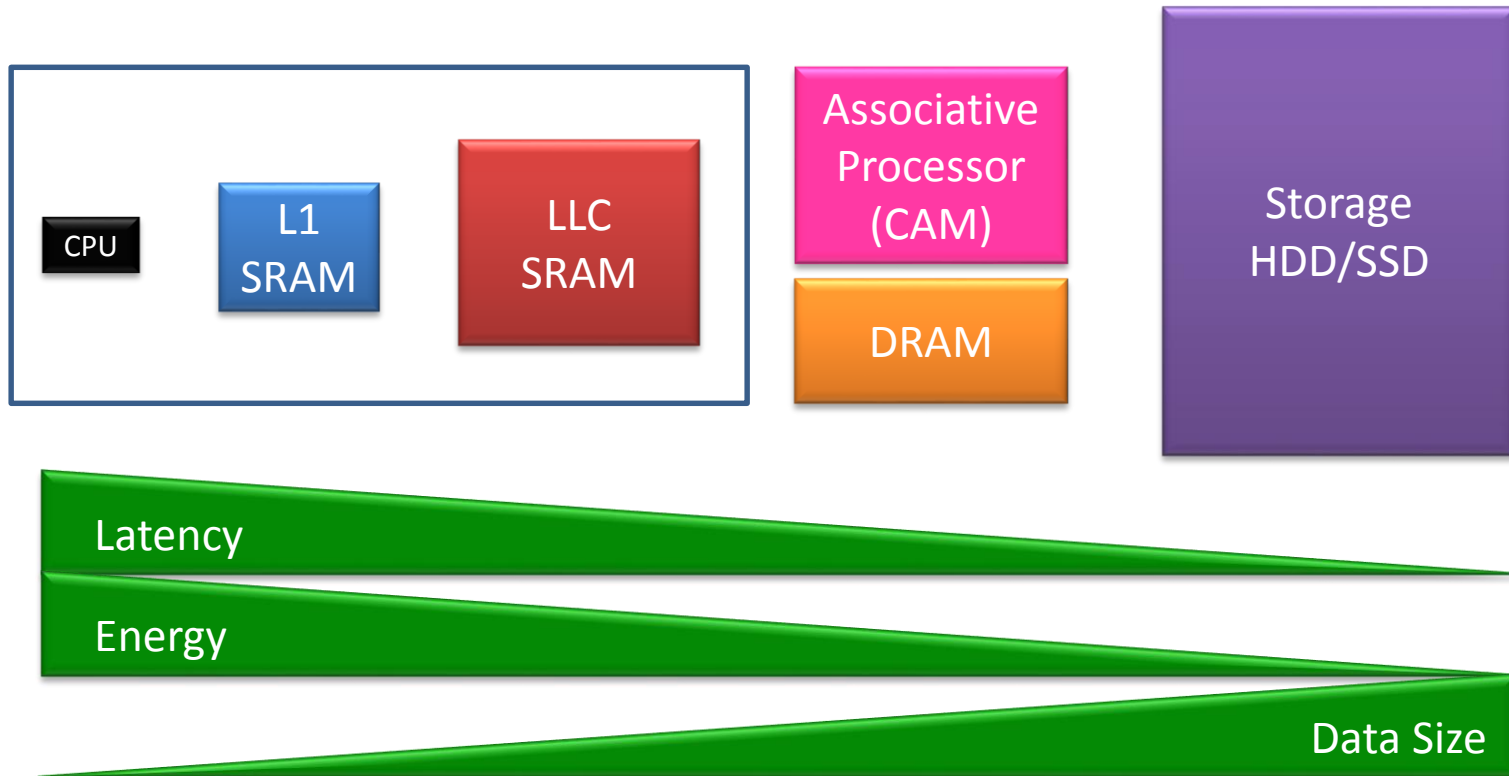 CPU
L1
SRAM
LLC
SRAM
Associative
Processor
(CAM)
DRAM
Storage
HDD/SSD
Latency
Energy
Data Size